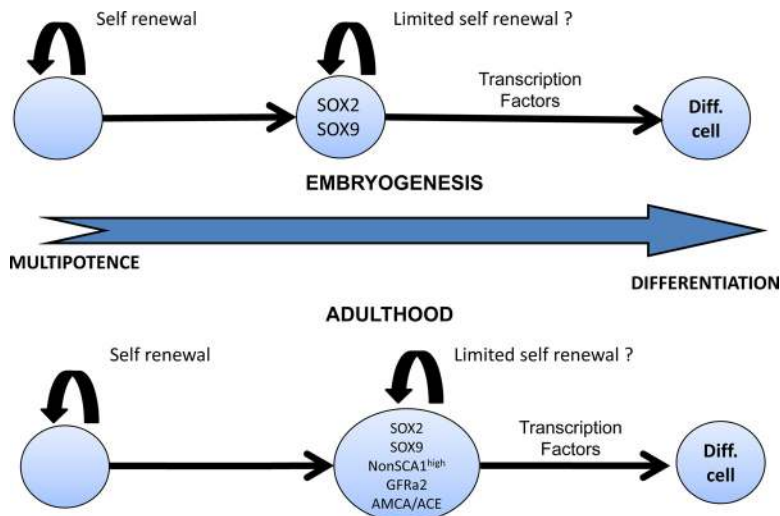 Self renewal
Limited self renewal ?
Transcription
Factors
SOX2
SOX9
Diff.
cell
EMBRYOGENESIS
MULTIPOTENCE
DIFFERENTIATION
ADULTHOOD
Self renewal
Limited self renewal ?
SOX2
SOX9
NonSCA1high
GFRa2
AMCA/ACE
Transcription
Factors
Diff.
cell